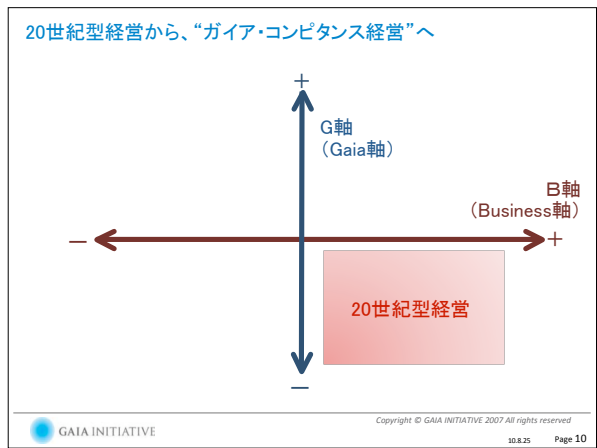 20世紀型経営から、“ガイア・コンピタンス経営”へ
＋
G軸
（Gaia軸）
B軸
（Business軸）
－
＋
20世紀型経営
－
GAIA INITIATIVE
Copyright © GAIA INITIATIVE 2007 All rights reserved
10.8.25
Page 10